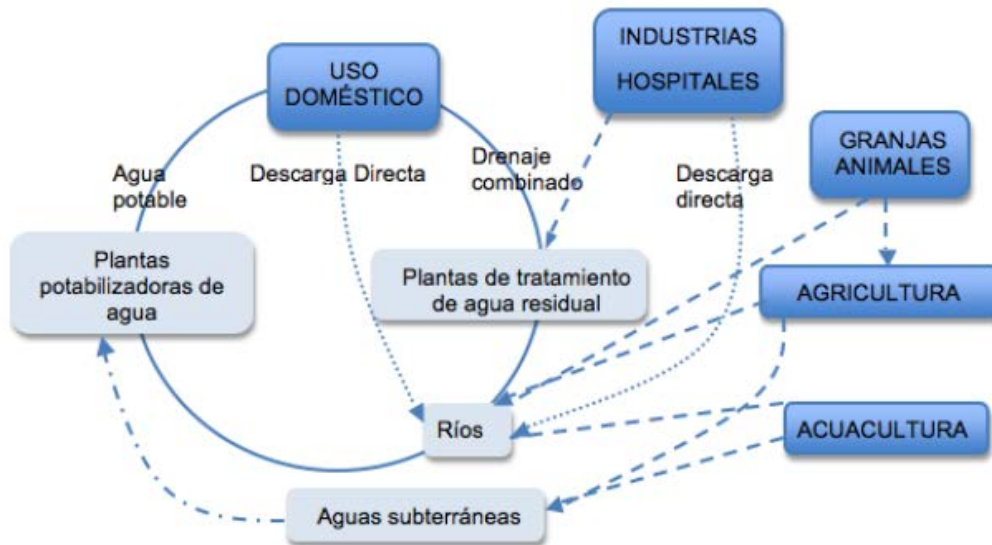 USO
DOMÉSTICO
INDUSTRIAS
HOSPITALES
GRANJAS
ANIMALES
Agua
potable
Descarga Directa
Drenaje
combinado
Descarga
directa
Plantas
potabilizadoras de
agua
Plantas de tratamiento
de agua residual
AGRICULTURA
Ríos
ACUACULTURA
Aguas subterráneas